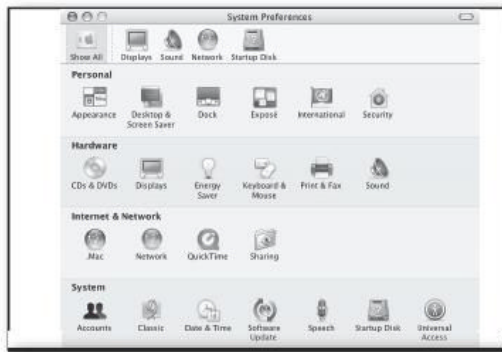 System Preferences
Show All Displays Sound Network Startup Disk
Personal
Appearance Desktop & Screen Saver Dock Exposé International Security
Hardware
CDs & DVDs Displays Energy Saver Keyboard & Mouse Print & Fax Sound
Internet & Network
.Mac Network QuickTime Sharing
System
Accounts Classic Date & Time Software Update Speech Startup Disk Universal Access